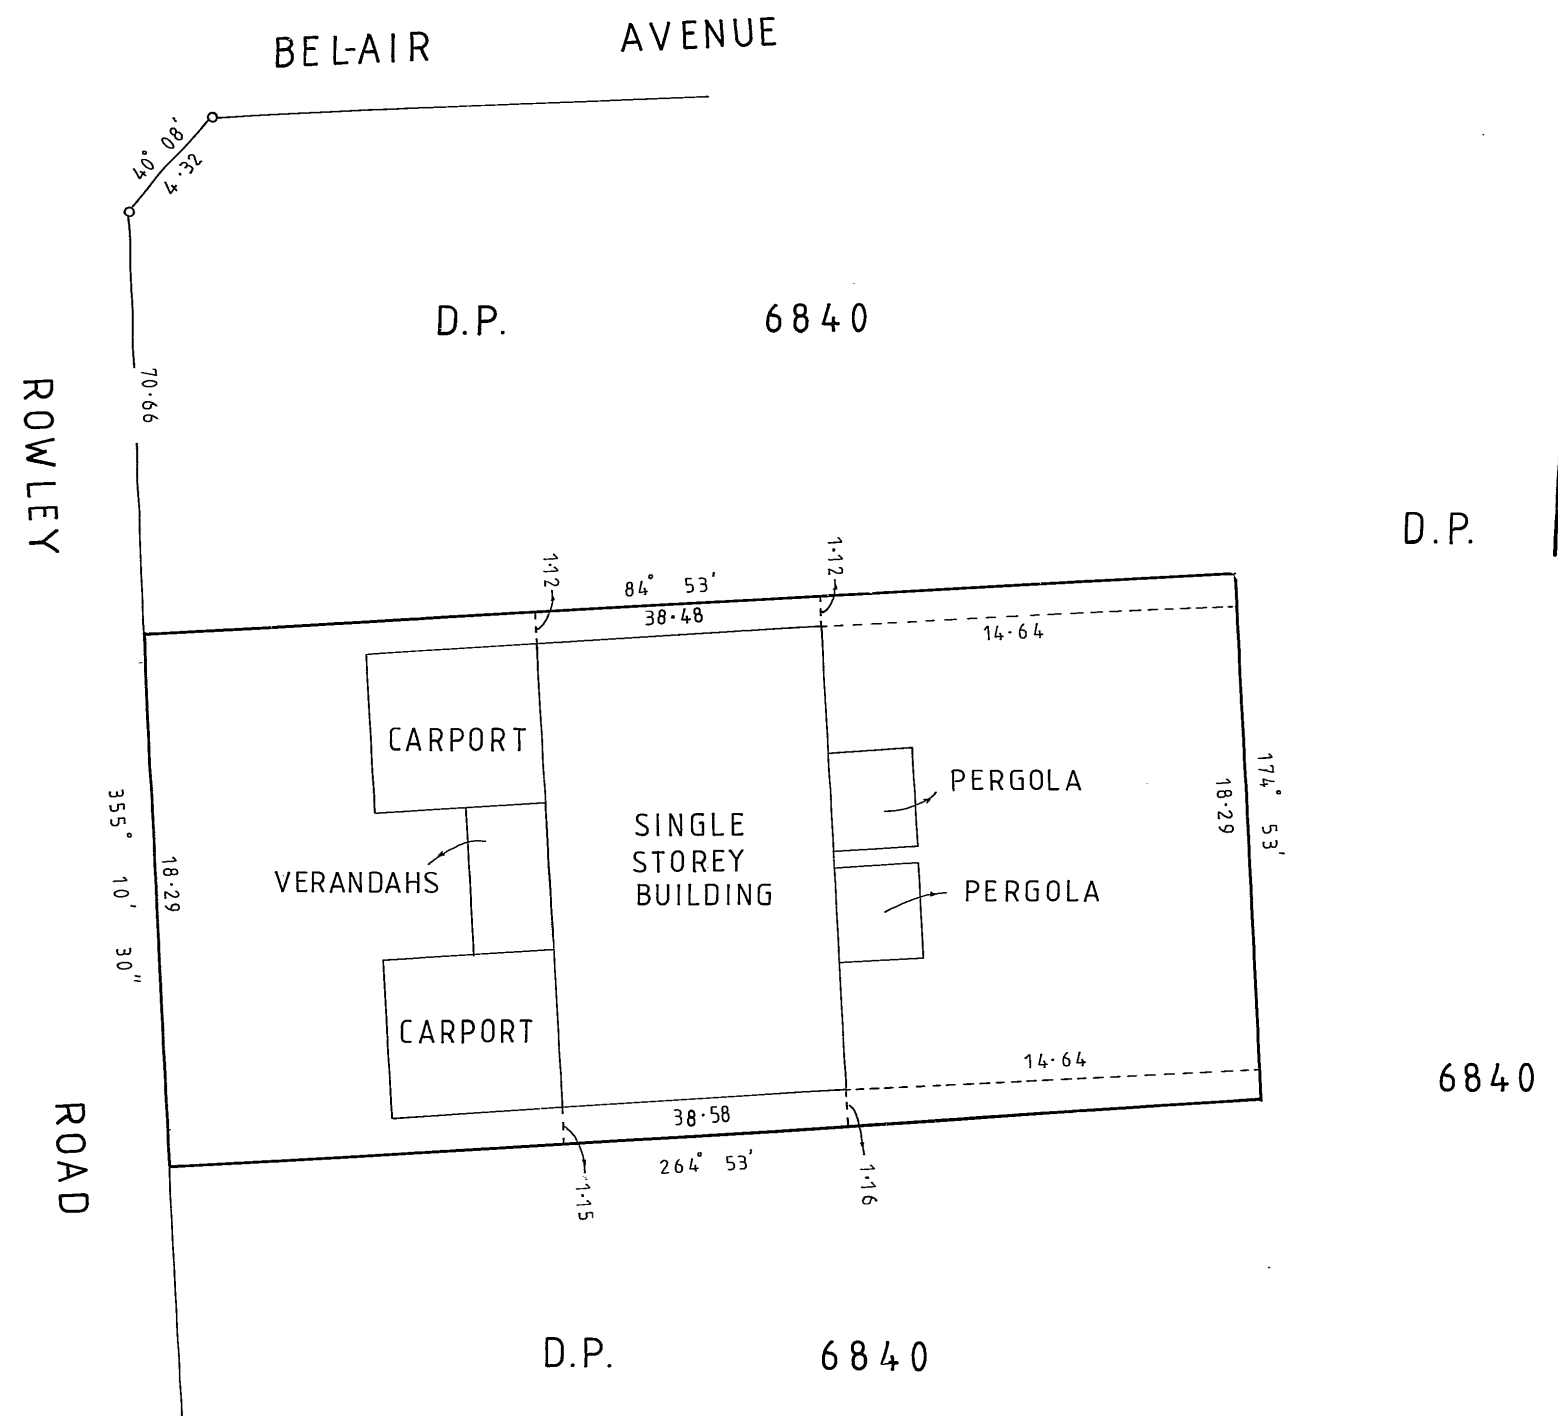 BEL-AIR AVENUE
40° 08'
4·32
D.P. 6840
70·66
ROWLEY
D.P.
1·12
84° 53'
1·12
38·48
14·64
CARPORT
PERGOLA
174° 53'
18·29
355° 10' 30"
18·29
SINGLE
STOREY
BUILDING
VERANDAHS
PERGOLA
CARPORT
14·64
6840
38·58
ROAD
264° 53'
1·15
1·16
D.P. 6840